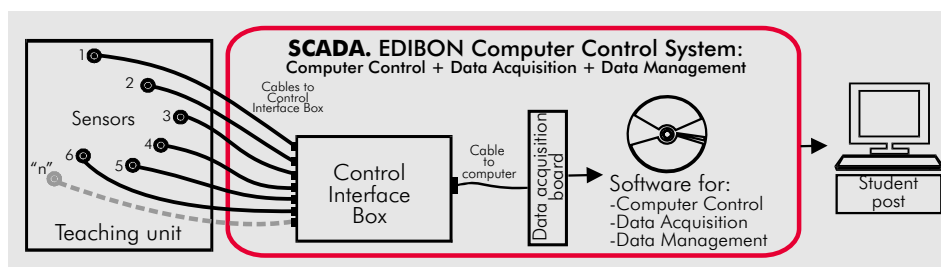 SCADA. EDIBON Computer Control System:
Computer Control + Data Acquisition + Data Management
1
2
3
4
5
6
"n"
Sensors
Teaching unit
Cables to
Control
Interface Box
Control
Interface
Box
Cable
to
computer
Data acquisition
board
Software for:
-Computer Control
-Data Acquisition
-Data Management
Student
post